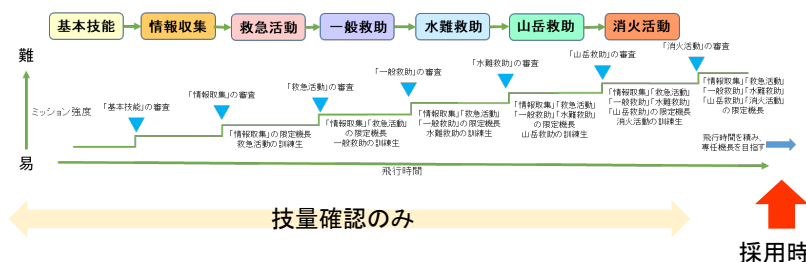 基本技能
情報収集
救急活動
一般救助
水難救助
山岳救助
消火活動
難
ミッション強度
易
「基本技能」の審査
「情報収集」の審査
「救急活動」の審査
「一般救助」の審査
「水難救助」の審査
「山岳救助」の審査
「消火活動」の審査
「情報収集」の限定機長
救急活動の訓練生
「情報収集」「救急活動」
の限定機長
一般救助の訓練生
「情報収集」「救急活動」
「一般救助」の限定機長
水難救助の訓練生
「情報収集」「救急活動」
「一般救助」「水難救助」
の限定機長
山岳救助の訓練生
「情報収集」「救急活動」
「一般救助」「水難救助」
「山岳救助」の限定機長
消火活動の訓練生
「情報収集」「救急活動」
「一般救助」「水難救助」
「山岳救助」「消火活動」
の限定機長
飛行時間を積み、
専任機長を目指す
飛行時間
技量確認のみ
採用時